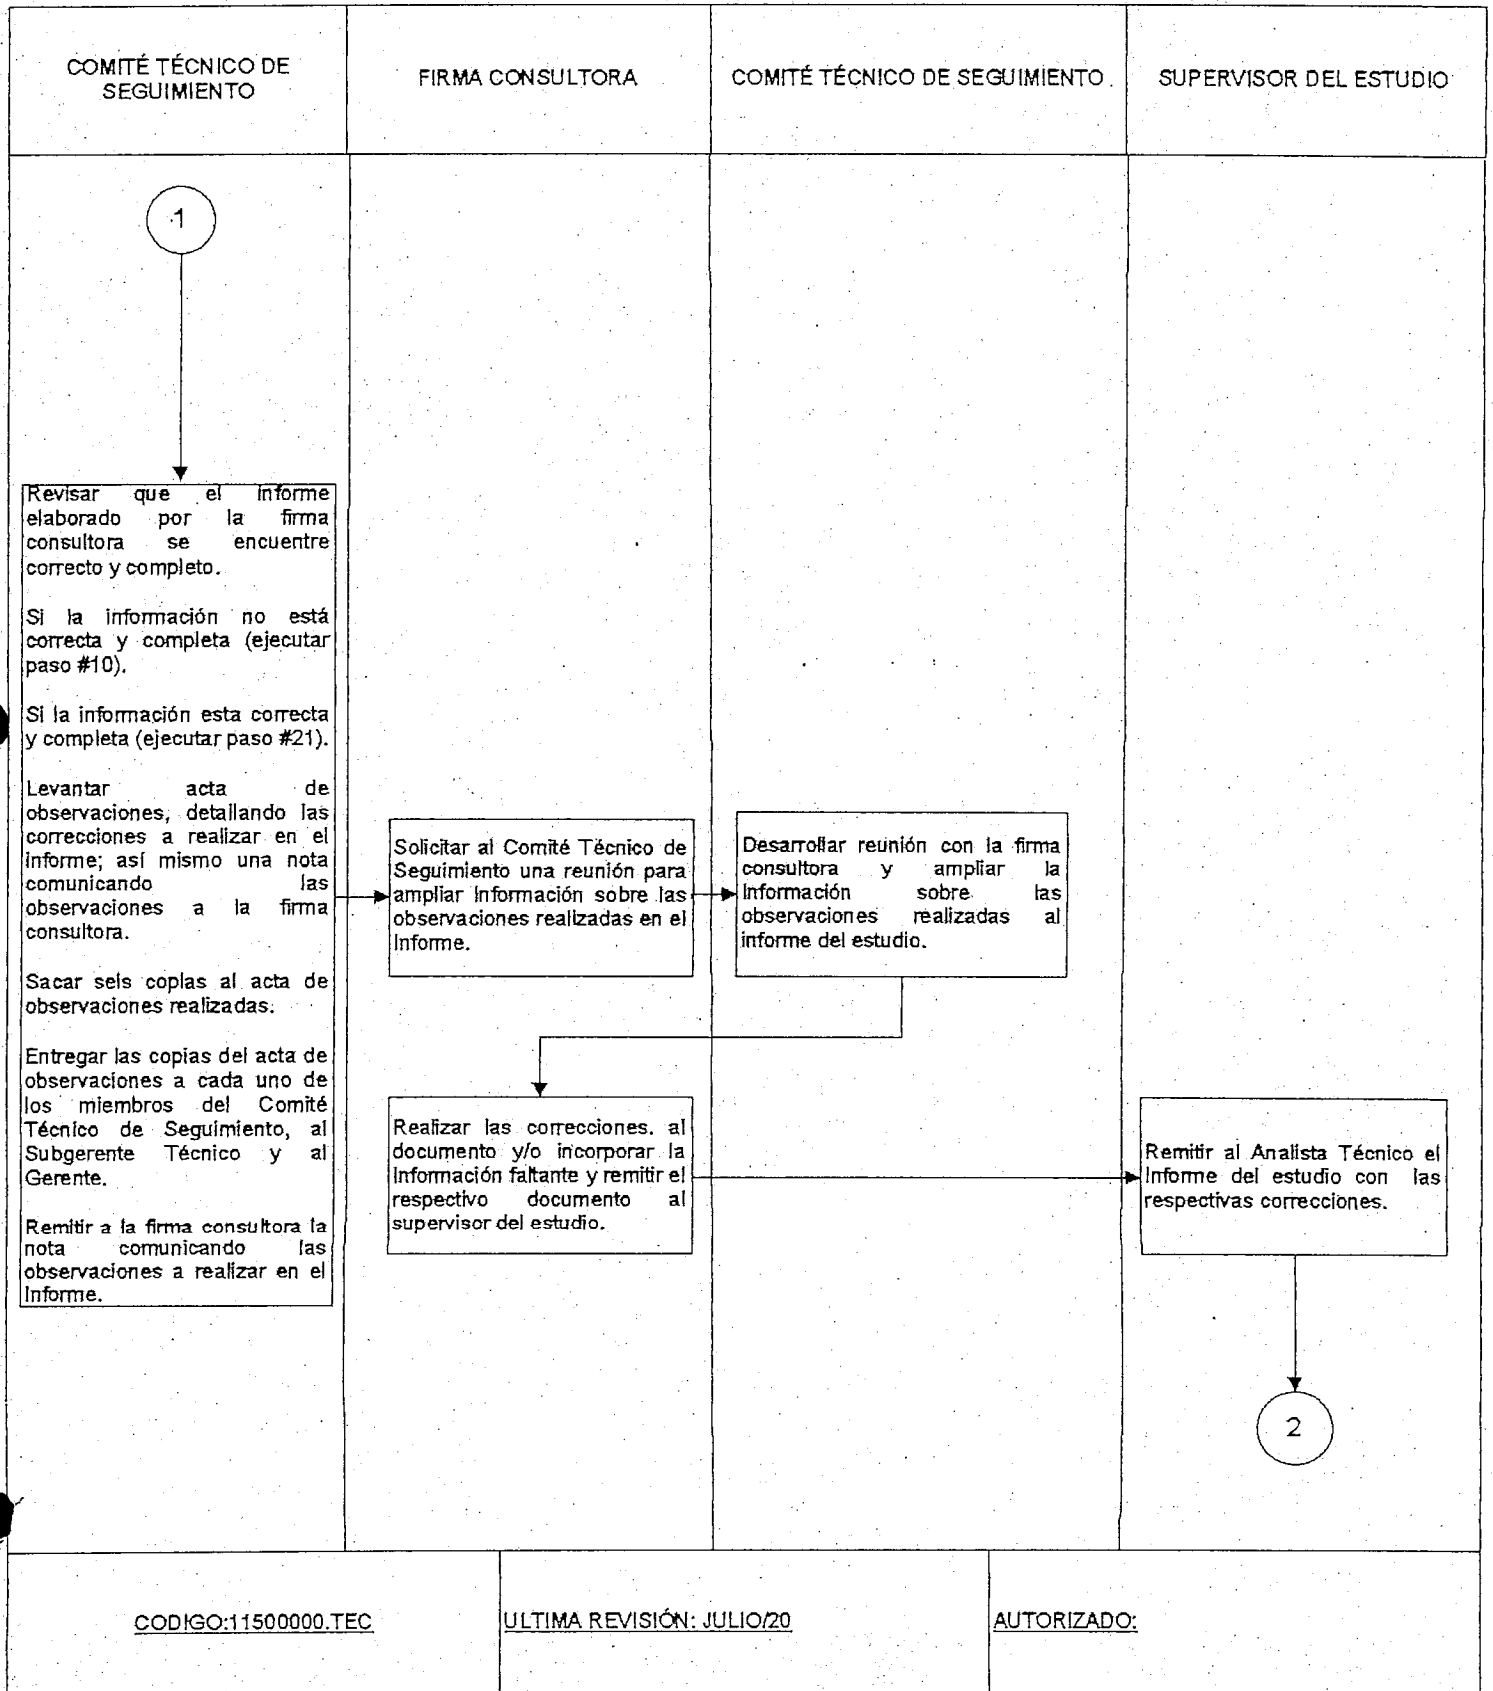 COMITÉ TÉCNICO DE
SEGUIMIENTO
FIRMA CONSULTORA
COMITÉ TÉCNICO DE SEGUIMIENTO
SUPERVISOR DEL ESTUDIO
1
Revisar que el informe
elaborado por la firma
consultora se encuentre
correcto y completo.
Si la información no está
correcta y completa (ejecutar
paso #10).
Si la información esta correcta
y completa (ejecutar paso #21).
Levantar acta de
observaciones, detallando las
correcciones a realizar en el
informe; así mismo una nota
comunicando las
observaciones a la firma
consultora.
Sacar seis copias al acta de
observaciones realizadas.
Entregar las copias del acta de
observaciones a cada uno de
los miembros del Comité
Técnico de Seguimiento, al
Subgerente Técnico y al
Gerente.
Remitir a la firma consultora la
nota comunicando las
observaciones a realizar en el
Informe.
Solicitar al Comité Técnico de
Seguimiento una reunión para
ampliar información sobre las
observaciones realizadas en el
Informe.
Desarrollar reunión con la firma
consultora y ampliar la
Información sobre las
observaciones realizadas al
informe del estudio.
Realizar las correcciones. al
documento y/o incorporar la
Información faltante y remitir el
respectivo documento al
supervisor del estudio.
Remitir al Analista Técnico el
Informe del estudio con las
respectivas correcciones.
2
CODIGO:11500000.TEC
ULTIMA REVISIÓN: JULIO/20
AUTORIZADO: